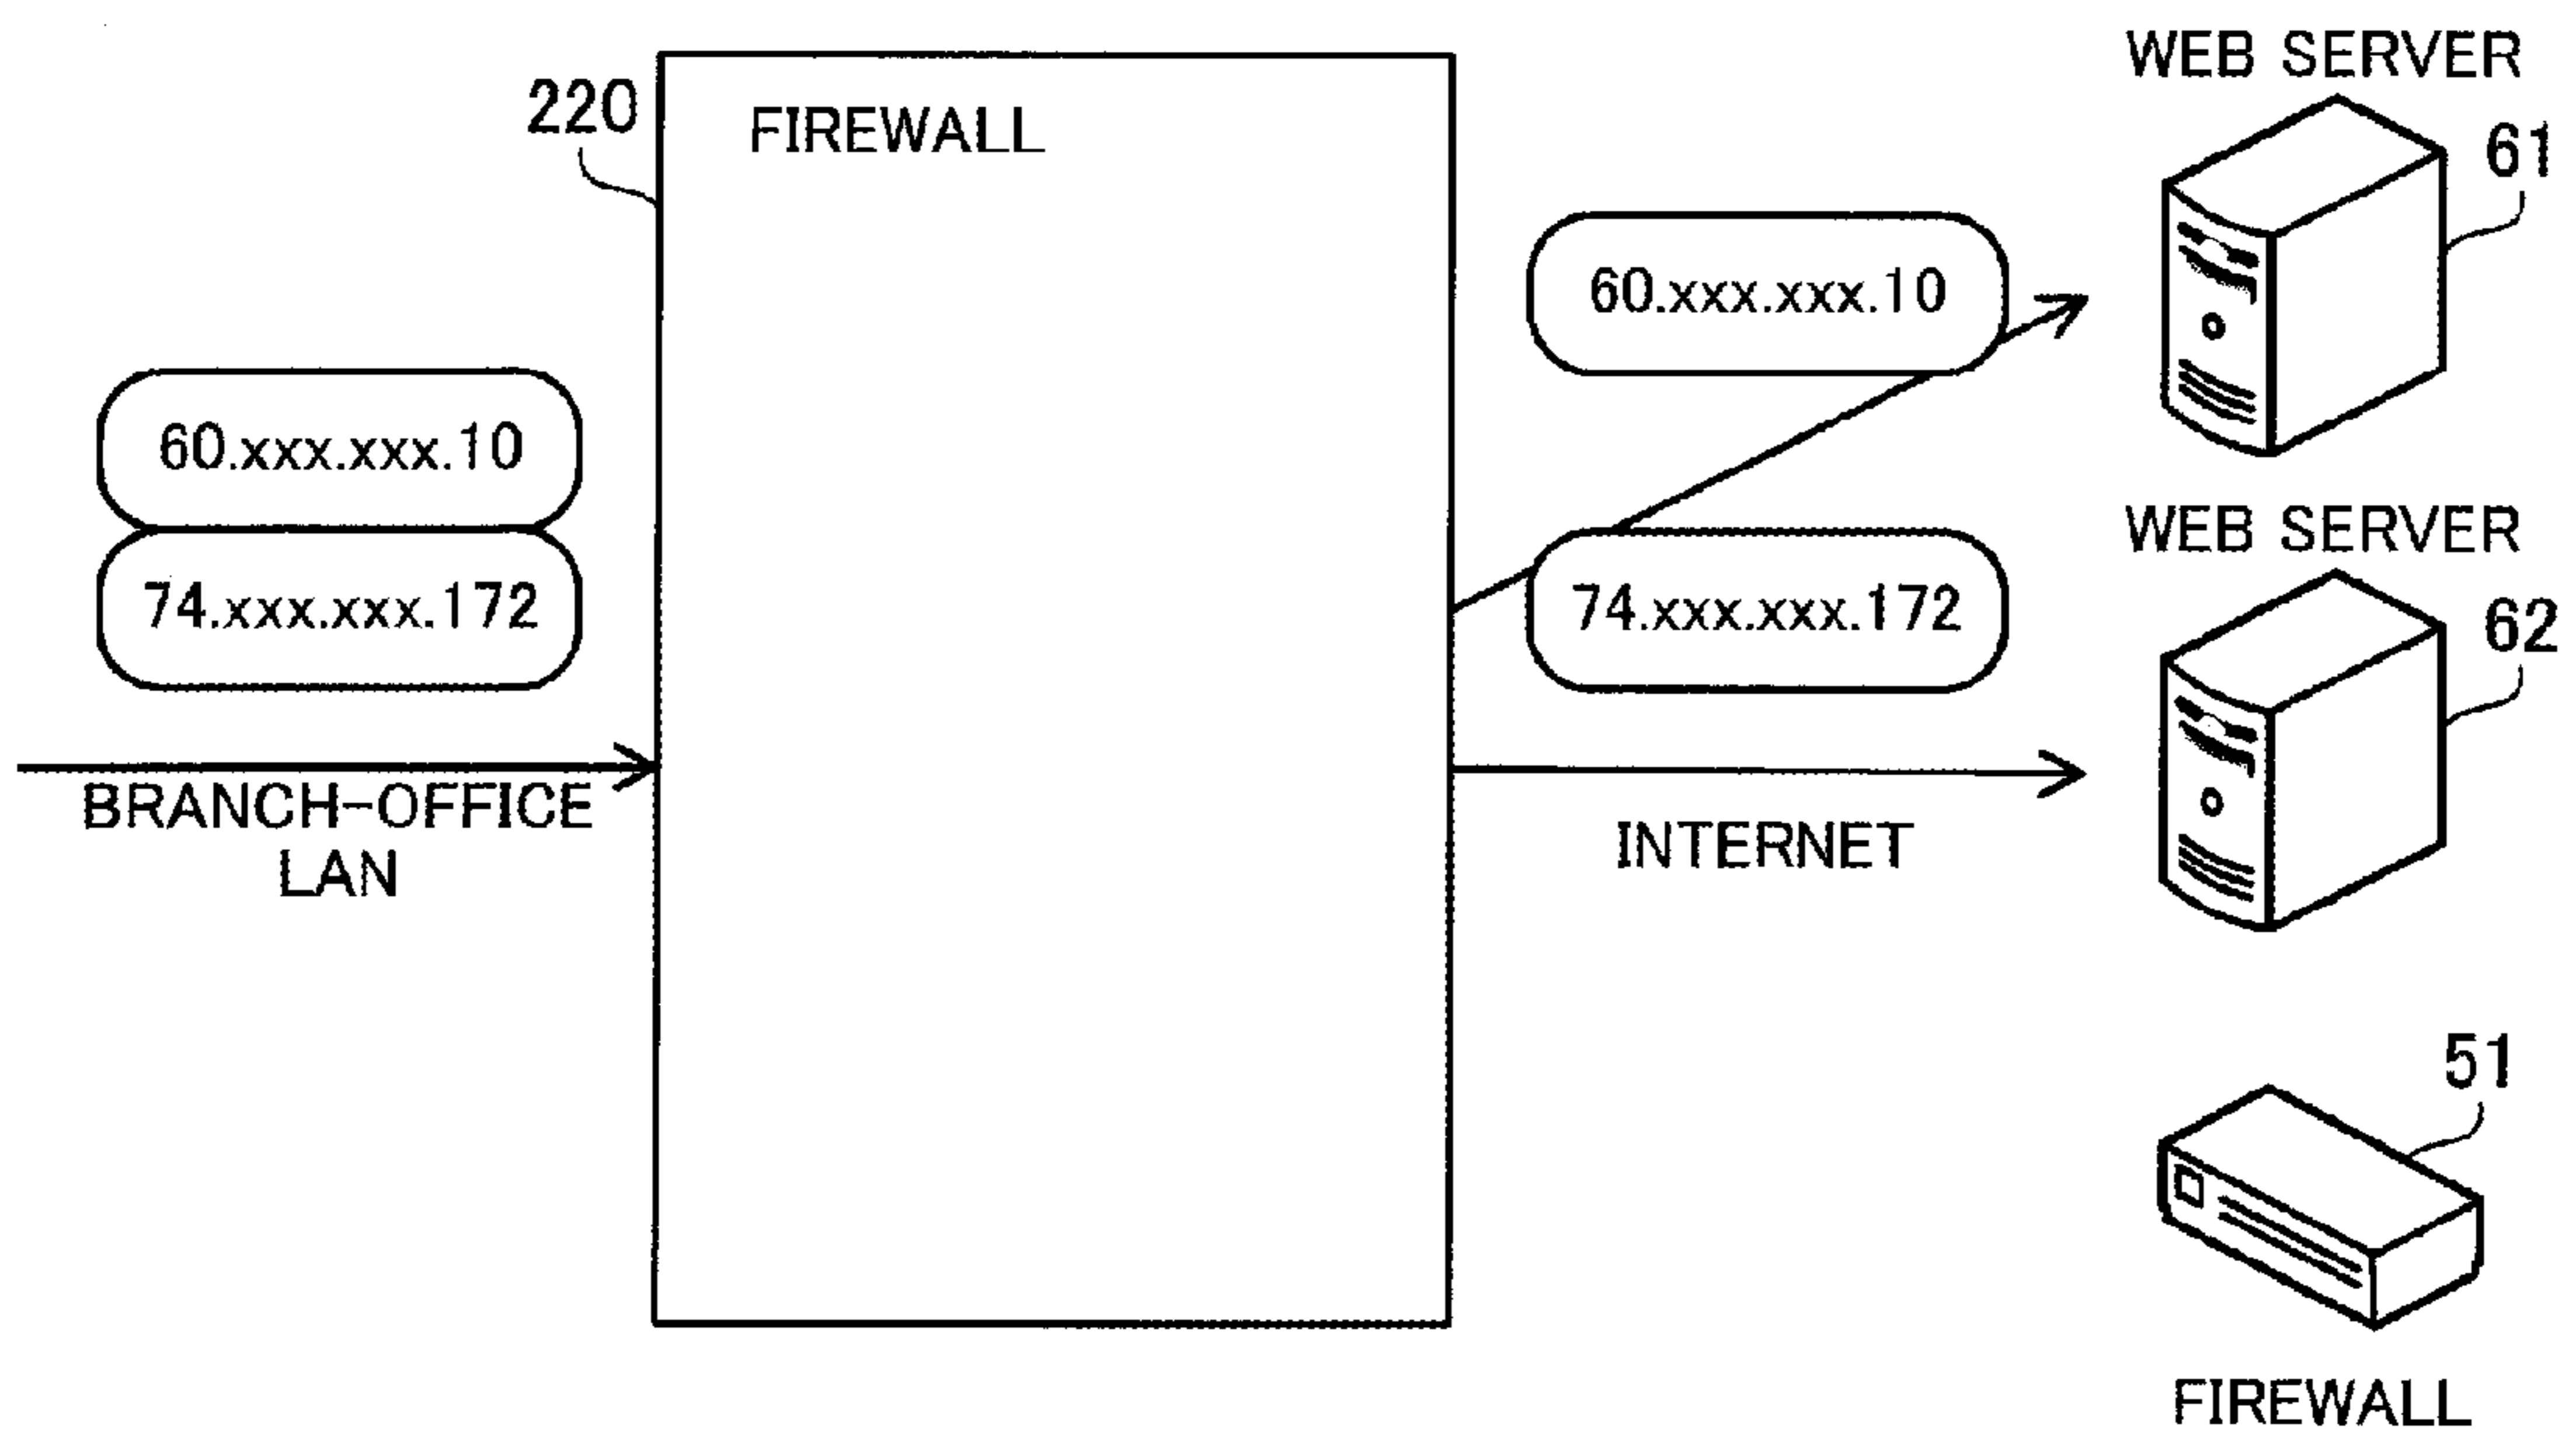 WEB SERVER
220
FIREWALL
61
60.xxx.xxx.10
60.xxx.xxx.10
WEB SERVER
74.xxx.xxx.172
74.xxx.xxx.172
62
BRANCH-OFFICE
LAN
INTERNET
51
FIREWALL